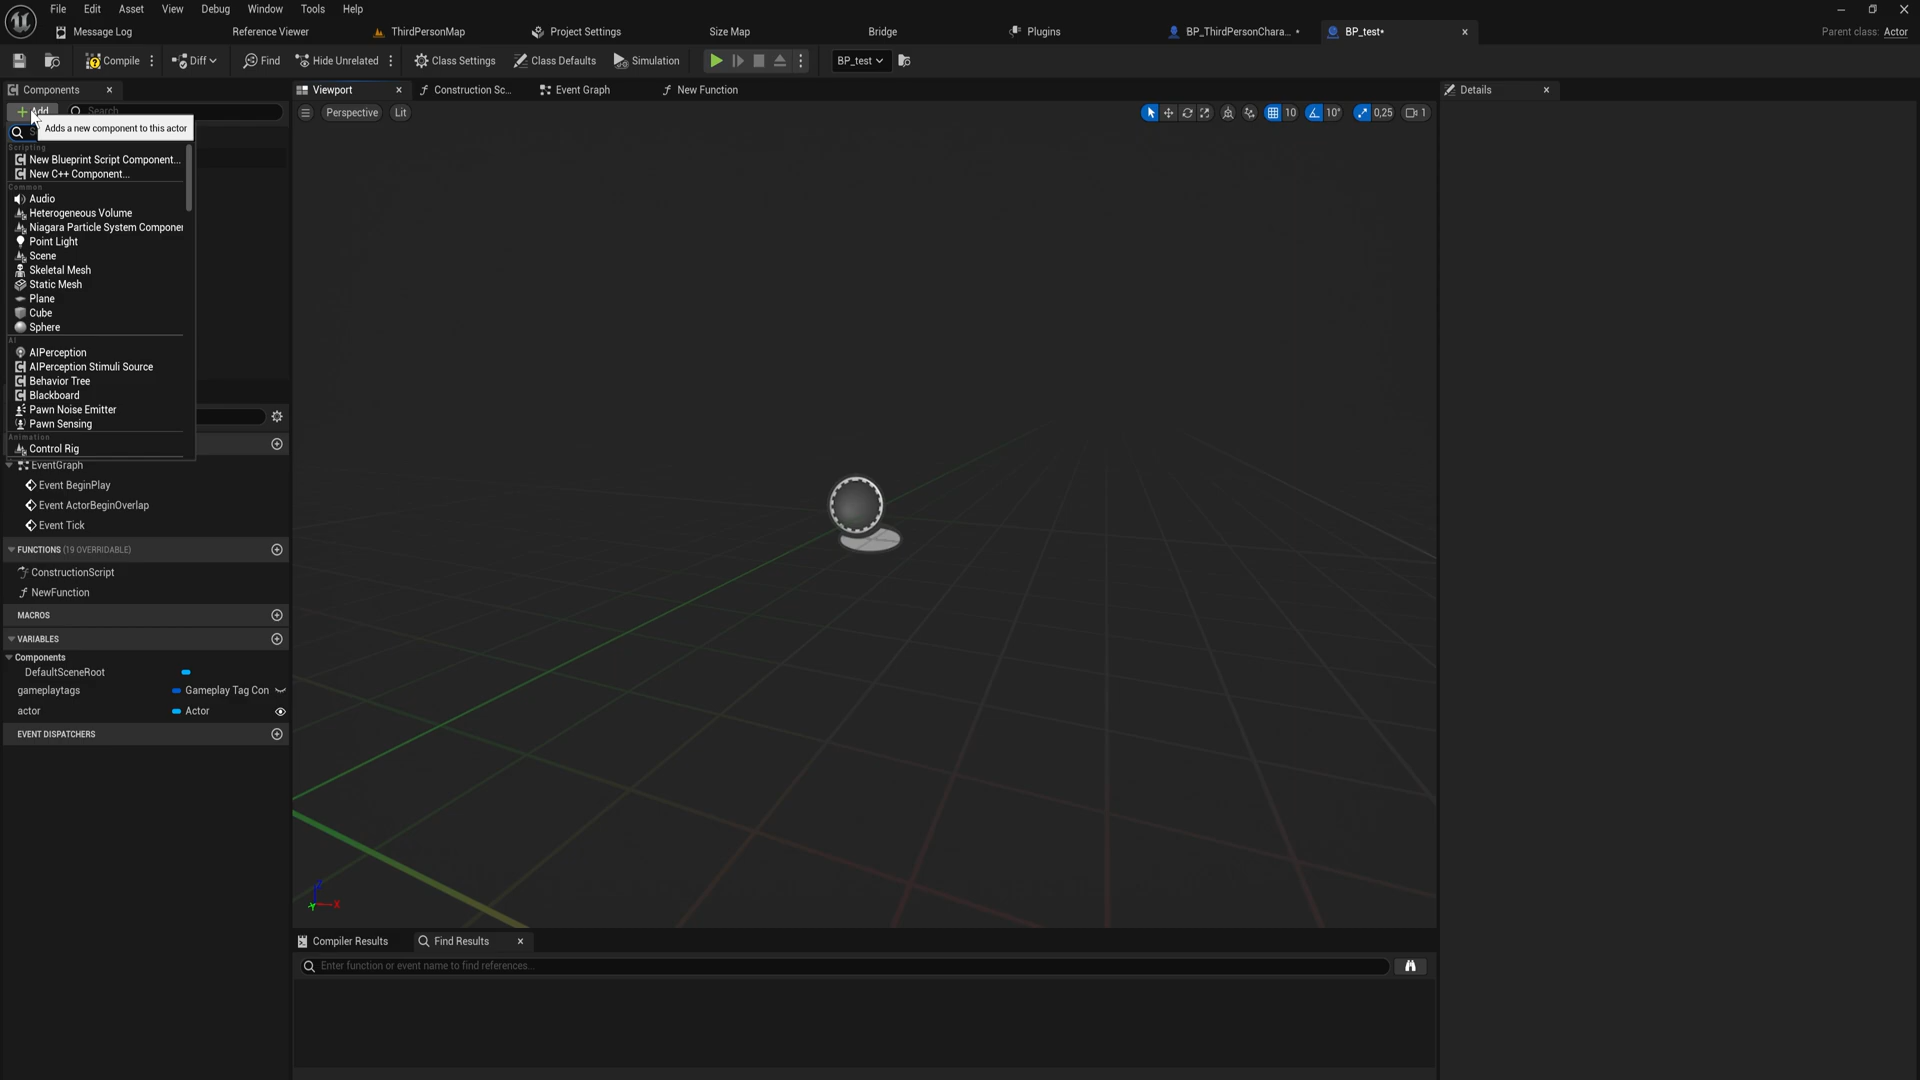 File Edit Asset View Debug Window Tools Help
Message Log Reference Viewer ThirdPersonMap Project Settings Size Map Bridge Plugins BP_ThirdPersonChara... • BP_test• Parent class: Actor
Compile Diff Find Hide Unrelated Class Settings Class Defaults Simulation BP_test
Components Viewport Construction Sc... Event Graph New Function Details
Add Search Perspective Lit 10 10° 0,25 1
Adds a new component to this actor
Scripting
New Blueprint Script Component...
New C++ Component...
Common
Audio
Heterogeneous Volume
Niagara Particle System Componen
Point Light
Scene
Skeletal Mesh
Static Mesh
Plane
Cube
Sphere
AI
AIPerception
AIPerception Stimuli Source
Behavior Tree
Blackboard
Pawn Noise Emitter
Pawn Sensing
Animation
Control Rig
EventGraph
Event BeginPlay
Event ActorBeginOverlap
Event Tick
FUNCTIONS (19 OVERRIDABLE)
ConstructionScript
NewFunction
MACROS
VARIABLES
Components
DefaultSceneRoot
gameplaytags Gameplay Tag Con
actor Actor
EVENT DISPATCHERS
X
Compiler Results Find Results
Enter function or event name to find references...